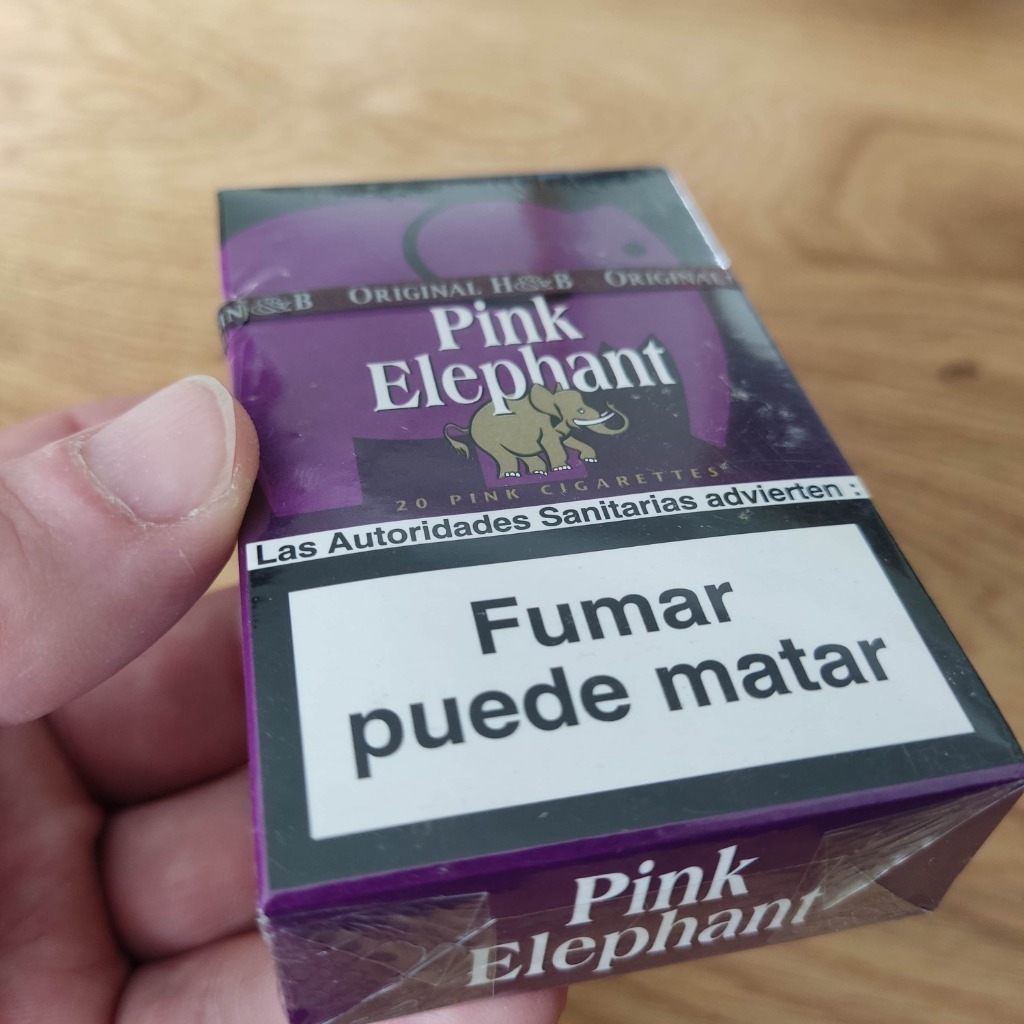 H&B ORIGINAL H&B ORIGINAL
Pink
Elephant
20 PINK CIGARETTES
Las Autoridades Sanitarias advierten :
Fumar
puede matar
Pink
Elephant